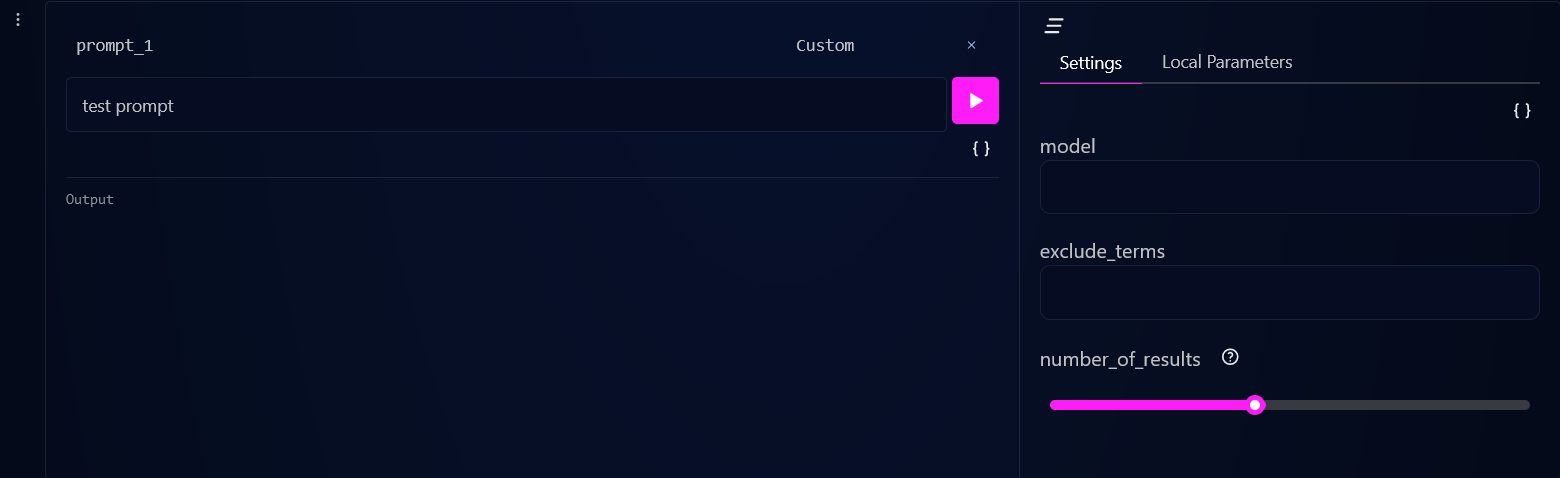 prompt_1
Custom
×
test prompt
{ }
Output
Settings
Local Parameters
{ }
model
exclude_terms
number_of_results
?